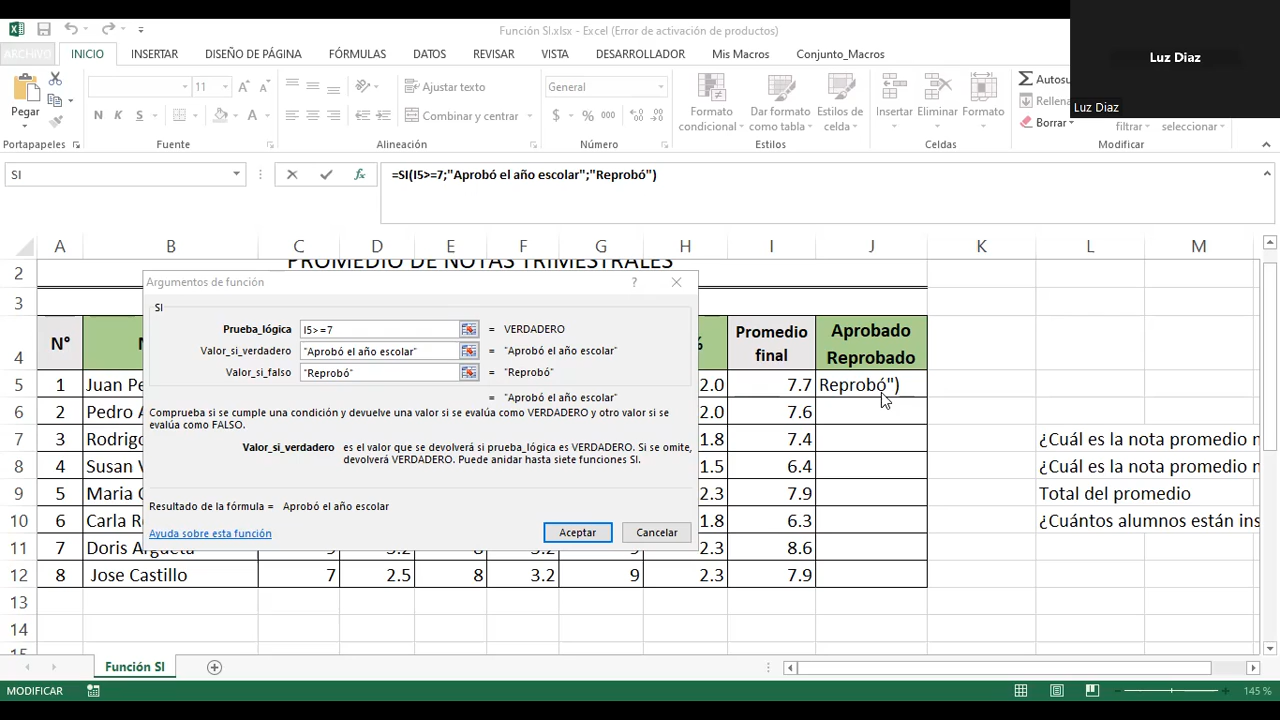 Función SI.xlsx - Excel (Error de activación de productos)
Luz Diaz
Luz Diaz
ARCHIVO INICIO INSERTAR DISEÑO DE PÁGINA FÓRMULAS DATOS REVISAR VISTA DESARROLLADOR Mis Macros Conjunto_Macros
Pegar
11
Ajustar texto
General
Formato condicional
Dar formato como tabla
Estilos de celda
Insertar
Eliminar
Formato
Borrar
N K S
Combinar y centrar
$ % 000
filtrar
seleccionar
Portapapeles Fuente Alineación Número Estilos Celdas Modificar
SI
=SI(I5>=7;"Aprobó el año escolar";"Reprobó")
A B C D E F G H I J K L M
2 PROMEDIO DE NOTAS TRIMESTRALES
3
4 N° % Promedio final Aprobado Reprobado
5 1 Juan 2.0 7.7 Reprobó")
6 2 Pedro 2.0 7.6
7 3 Rodrig 1.8 7.4 ¿Cuál es la nota promedio
8 4 Susan 1.5 6.4 ¿Cuál es la nota promedio
9 5 Maria 2.3 7.9 Total del promedio
10 6 Carla 1.8 6.3 ¿Cuántos alumnos están ins
11 7 Doris Argueta 2.3 8.6
12 8 Jose Castillo 7 2.5 8 3.2 9 2.3 7.9
13
14
Argumentos de función ?
SI
Prueba_lógica I5>=7 = VERDADERO
Valor_si_verdadero "Aprobó el año escolar" = "Aprobó el año escolar"
Valor_si_falso "Reprobó" = "Reprobó"
= "Aprobó el año escolar"
Comprueba si se cumple una condición y devuelve una valor si se evalúa como VERDADERO y otro valor si se
evalúa como FALSO.
Valor_si_verdadero es el valor que se devolverá si prueba_lógica es VERDADERO. Si se omite,
devolverá VERDADERO. Puede anidar hasta siete funciones SI.
Resultado de la fórmula = Aprobó el año escolar
Ayuda sobre esta función
Aceptar Cancelar
Función SI
MODIFICAR
145 %